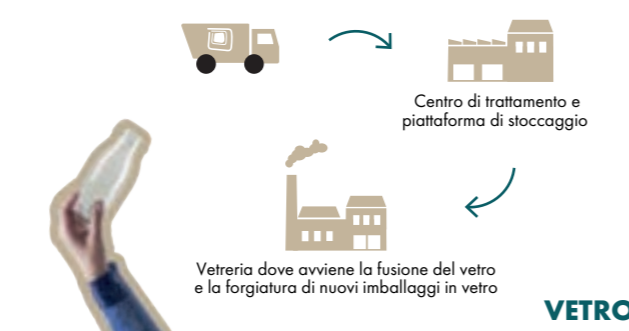 Centro di trattamento e
piattaforma di stoccaggio
Vetreria dove avviene la fusione del vetro
e la forgiatura di nuovi imballaggi in vetro
VETRO